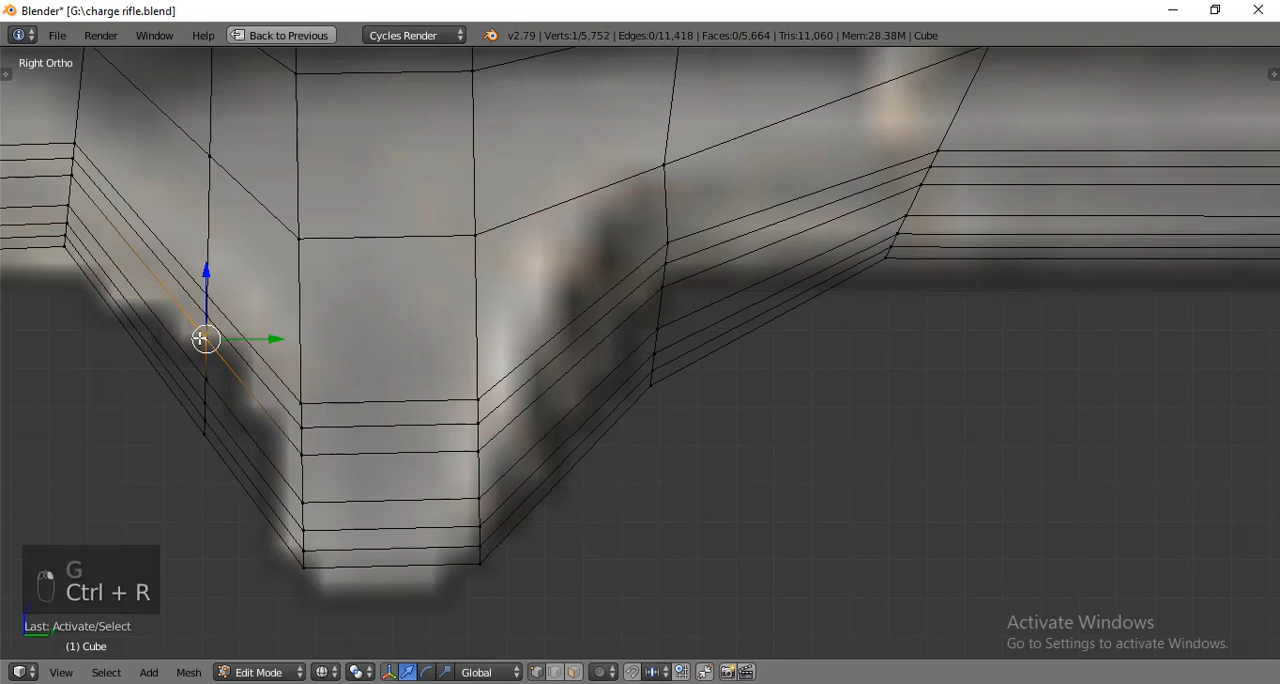 Blender* [G:\charge rifle.blend]
File Render Window Help Back to Previous Cycles Render v2.79 | Verts:1/5,752 | Edges:0/11,418 | Faces:0/5,664 | Tris:11,060 | Mem:28.38M | Cube
Right Ortho
G
Ctrl + R
Last: Activate/Select
(1) Cube
Activate Windows
Go to Settings to activate Windows.
View Select Add Mesh Edit Mode Global